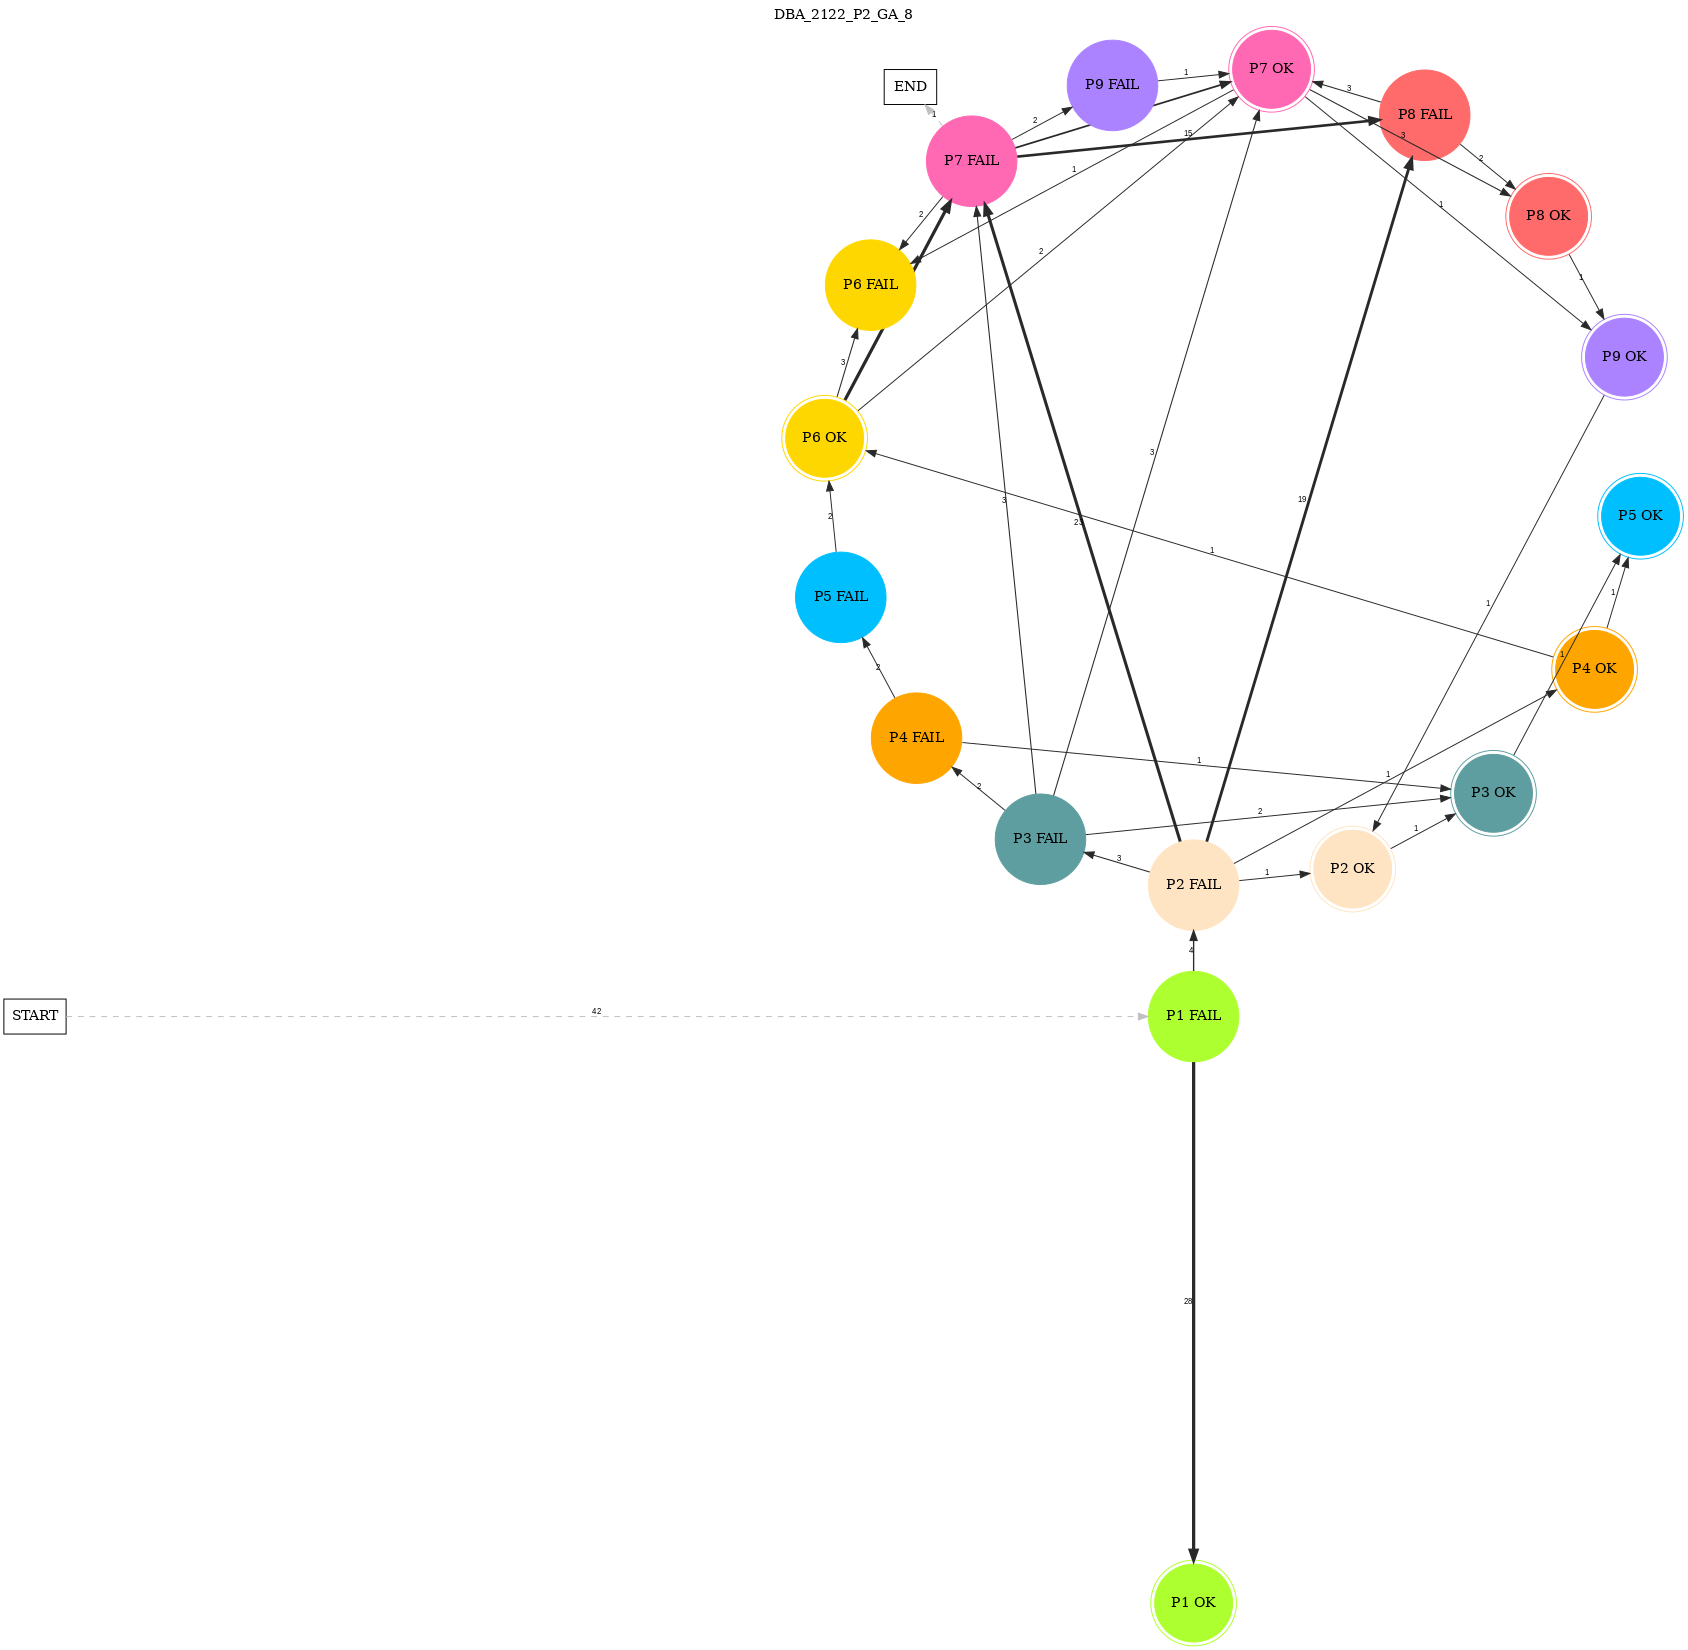 DBA_2122_P2_GA_8
P7 OK
P9 FAIL
END
P8 FAIL
P7 FAIL
P8 OK
P6 FAIL
P9 OK
P6 OK
P5 OK
P5 FAIL
P4 OK
P4 FAIL
P3 OK
P3 FAIL
P2 OK
P2 FAIL
START
P1 FAIL
P1 OK
1
3
1
2
15
3
2
1
1
2
2
1
3
3
19
3
2
1
1
1
1
2
1
1
2
2
1
3
1
1
4
42
28